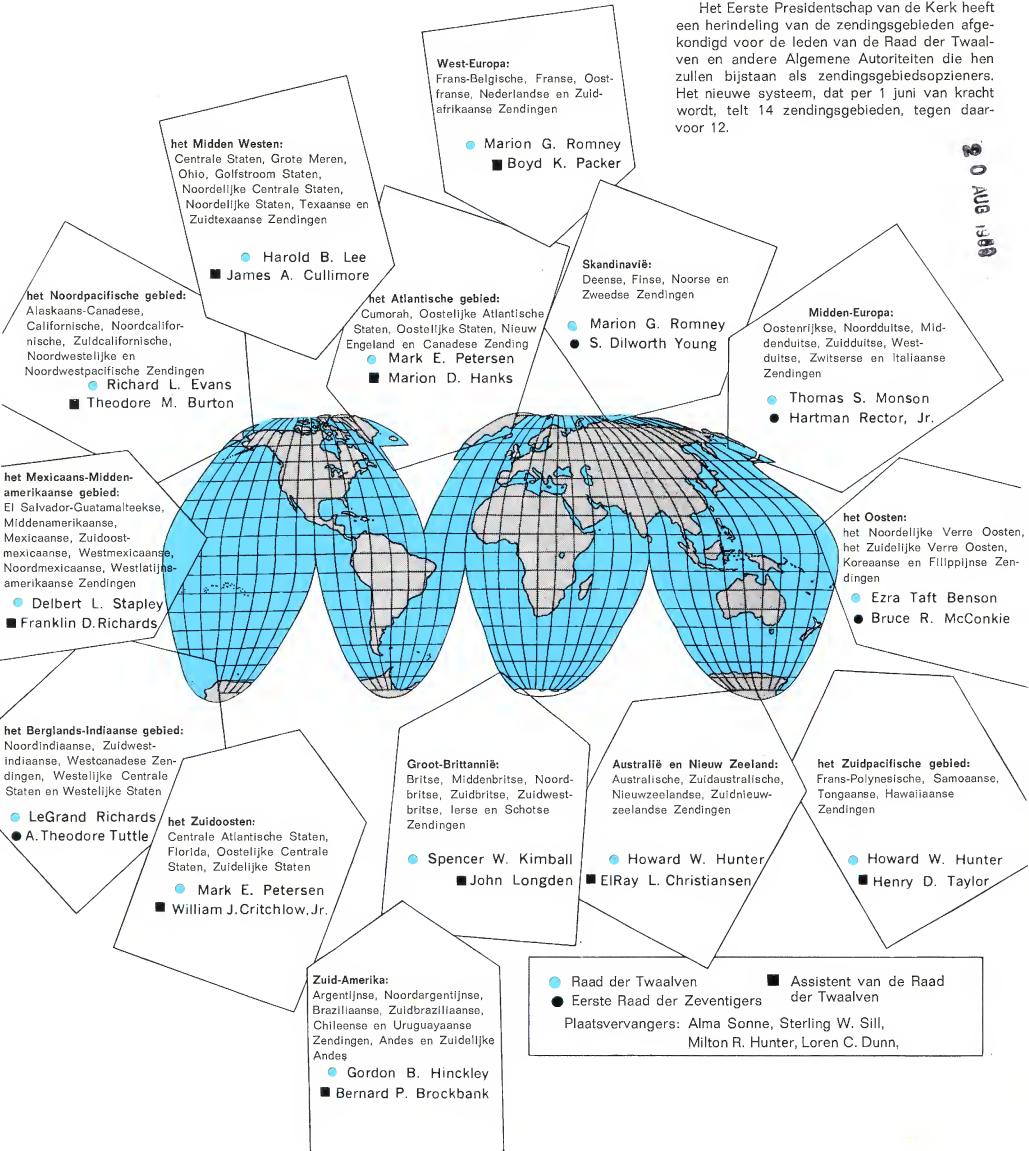 Het Eerste Presidentschap van de Kerk heeft
een herindeling van de zendingsgebieden afge-
kondigd voor de leden van de Raad der Twaal-
ven en andere Algemene Autoriteiten die hen
zullen bijstaan als zendingsgebiedsopzieners.
Het nieuwe systeem, dat per 1 juni van kracht
wordt, telt 14 zendingsgebieden, tegen daar-
voor 12.
20 AUG
West-Europa:
Frans-Belgische, Franse, Oost-
franse, Nederlandse en Zuid-
afrikaanse Zendingen
Marion G. Romney
Boyd K. Packer
het Midden Westen:
Centrale Staten, Grote Meren,
Ohio, Golfstroom Staten,
Noordelijke Centrale Staten,
Noordelijke Staten, Texaanse en
Zuidtexaanse Zendingen
Harold B. Lee
James A. Cullimore
het Noordpacifische gebied:
Alaskaans-Canadese,
Californische, Noordcalifor-
nische, Zuidcalifornische,
Noordwestelijke en
Noordwestpacifische Zendingen
Richard L. Evans
Theodore M. Burton
het Atlantische gebied:
Cumorah, Oostelijke Atlantische
Staten, Oostelijke Staten, Nieuw
Engeland en Canadese Zending
Mark E. Petersen
Marion D. Hanks
Skandinavië:
Deense, Finse, Noorse en
Zweedse Zendingen
Marion G. Romney
S. Dilworth Young
Midden-Europa:
Oostenrijkse, Noordduitse, Mid-
denduitse, Zuidduitse, West-
duitse, Zwitserse en Italiaanse
Zendingen
Thomas S. Monson
Hartman Rector, Jr.
het Mexicaans-Midden-
amerikaanse gebied:
El Salvador-Guatamalteekse,
Middenamerikaanse,
Mexicaanse, Zuidoost-
mexicaanse, Westmexicaanse,
Noordmexicaanse, Westlatijns-
amerikaanse Zendingen
Delbert L. Stapley
Franklin D. Richards
het Oosten:
het Noordelijke Verre Oosten,
het Zuidelijke Verre Oosten,
Koreaanse en Filippijnse Zen-
dingen
Ezra Taft Benson
Bruce R. McConkie
het Berglands-Indiaanse gebied:
Noordindiaanse, Zuidwest-
indiaanse, Westcanadese Zen-
dingen, Westelijke Centrale
Staten en Westelijke Staten
LeGrand Richards
A. Theodore Tuttle
het Zuidoosten:
Centrale Atlantische Staten,
Florida, Oostelijke Centrale
Staten, Zuidelijke Staten
Mark E. Petersen
William J. Critchlow, Jr.
Groot-Brittannië:
Britse, Middenbritse, Noord-
britse, Zuidbritse, Zuidwest-
britse, Ierse en Schotse
Zendingen
Spencer W. Kimball
John Longden
Australië en Nieuw Zeeland:
Australische, Zuidaustralische,
Nieuwzeelandse, Zuidnieuw-
zeelandse Zendingen
Howard W. Hunter
ElRay L. Christiansen
het Zuidpacifische gebied:
Frans-Polynesische, Samoaanse,
Tongaanse, Hawaiiaanse
Zendingen
Howard W. Hunter
Henry D. Taylor
Zuid-Amerika:
Argentijnse, Noordargentijnse,
Braziliaanse, Zuidbraziliaanse,
Chileense en Uruguayaanse
Zendingen, Andes en Zuidelijke
Andes
Gordon B. Hinckley
Bernard P. Brockbank
Raad der Twaalven
Eerste Raad der Zeventigers
Assistent van de Raad
der Twaalven
Plaatsvervangers: Alma Sonne, Sterling W. Sill,
Milton R. Hunter, Loren C. Dunn,